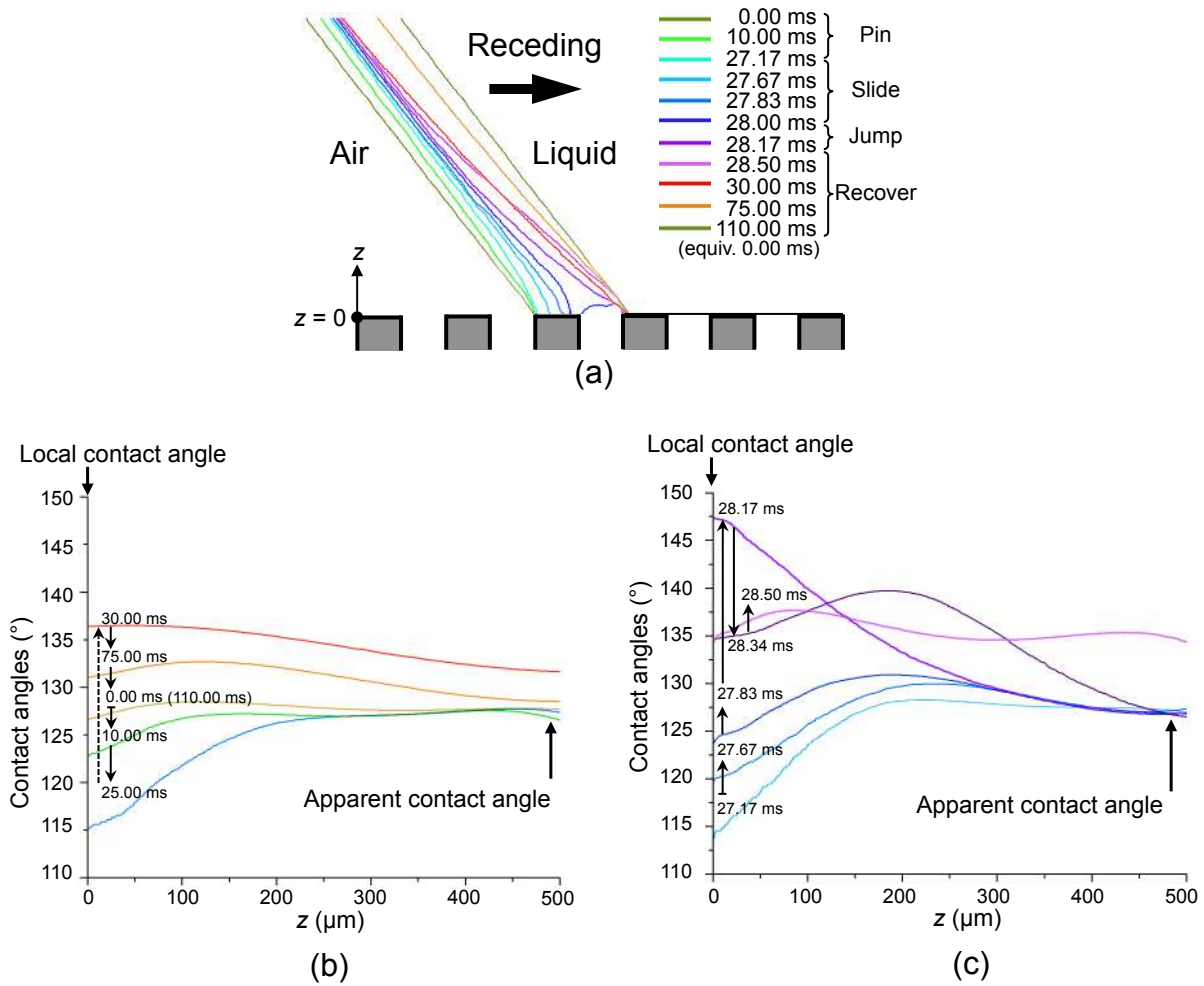 0.00 ms
10.00 ms
Pin
27.17 ms
27.67 ms
27.83 ms
Slide
28.00 ms
28.17 ms
Jump
28.50 ms
30.00 ms
75.00 ms
Recover
110.00 ms
(equiv. 0.00 ms)
Receding
Air
Liquid
z
z = 0
(a)
Local contact angle
150
145
140
135
130
125
120
115
110
Contact angles (°)
30.00 ms
75.00 ms
0.00 ms (110.00 ms)
10.00 ms
25.00 ms
Apparent contact angle
0
100
200
300
400
500
z (µm)
(b)
Local contact angle
150
145
140
135
130
125
120
115
110
Contact angles (°)
28.17 ms
28.50 ms
28.34 ms
27.83 ms
27.67 ms
27.17 ms
Apparent contact angle
0
100
200
300
400
500
z (µm)
(c)